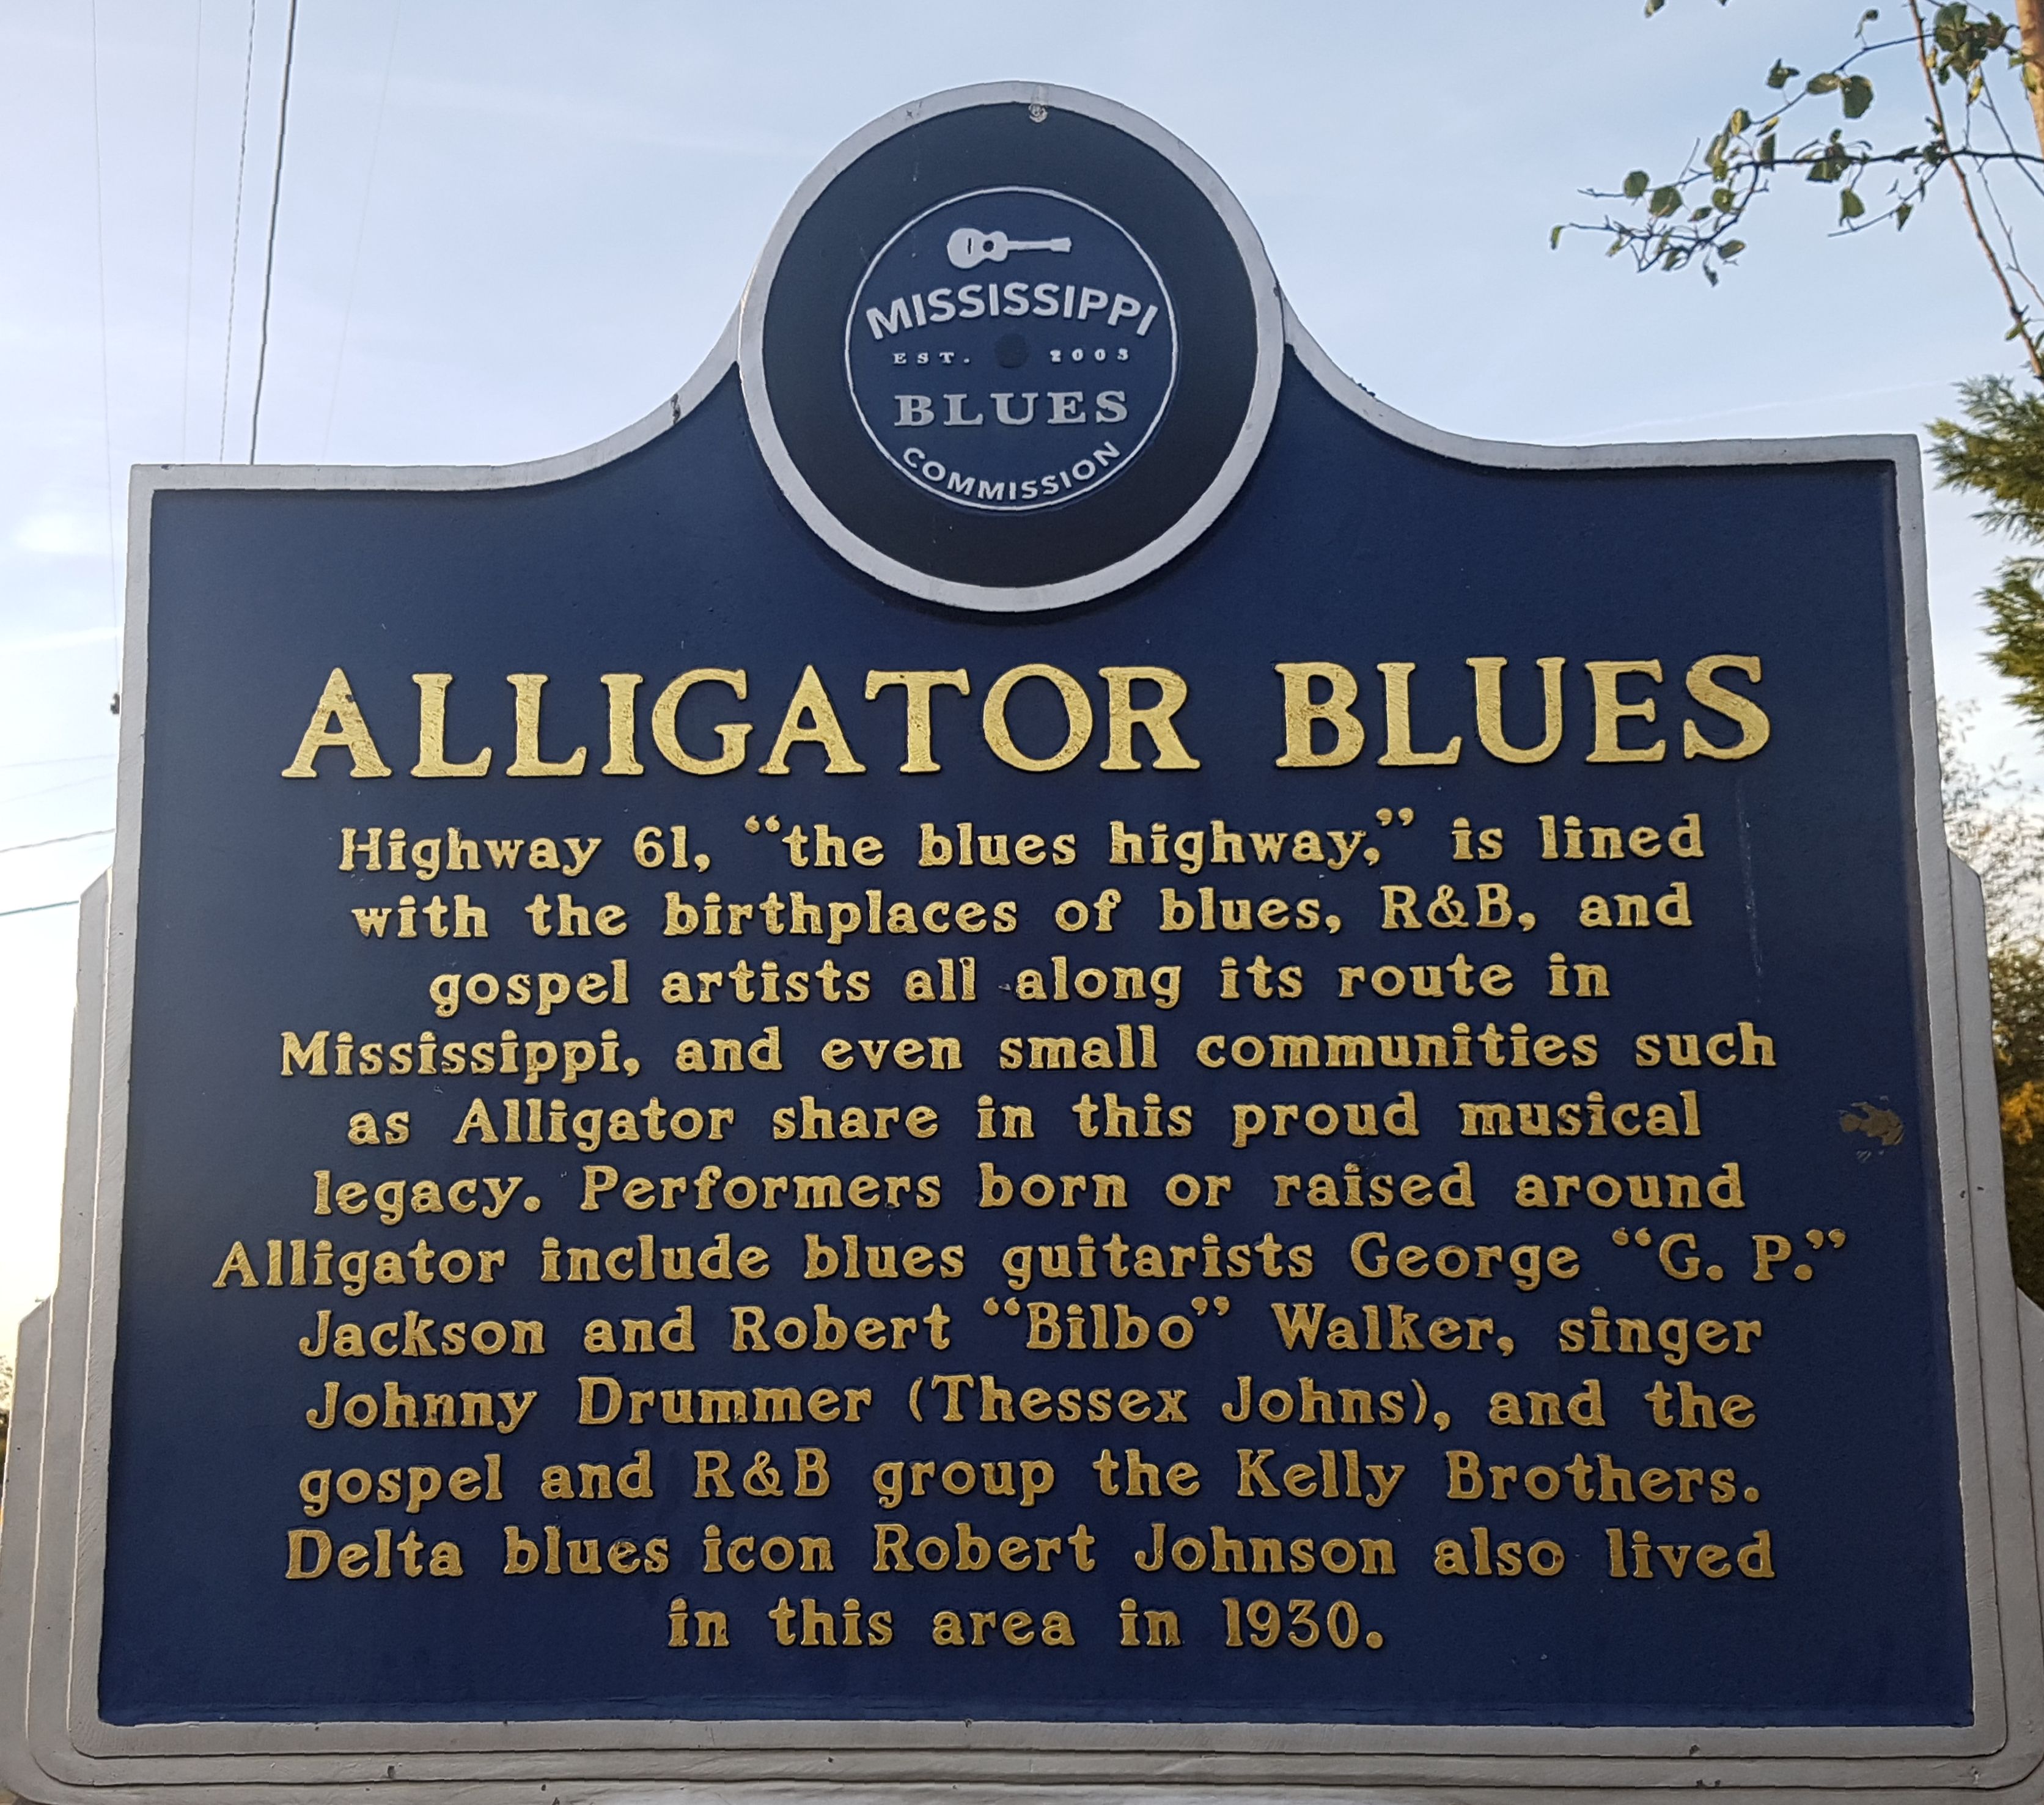 MISSISSIPPI
EST. 2003
BLUES
COMMISSION
ALLIGATOR BLUES
Highway 61, “the blues highway,” is lined
with the birthplaces of blues, R&B, and
gospel artists all along its route in
Mississippi, and even small communities such
as Alligator share in this proud musical
legacy. Performers born or raised around
Alligator include blues guitarists George “G. P.”
Jackson and Robert “Bilbo” Walker, singer
Johnny Drummer (Thessex Johns), and the
gospel and R&B group the Kelly Brothers.
Delta blues icon Robert Johnson also lived
in this area in 1930.